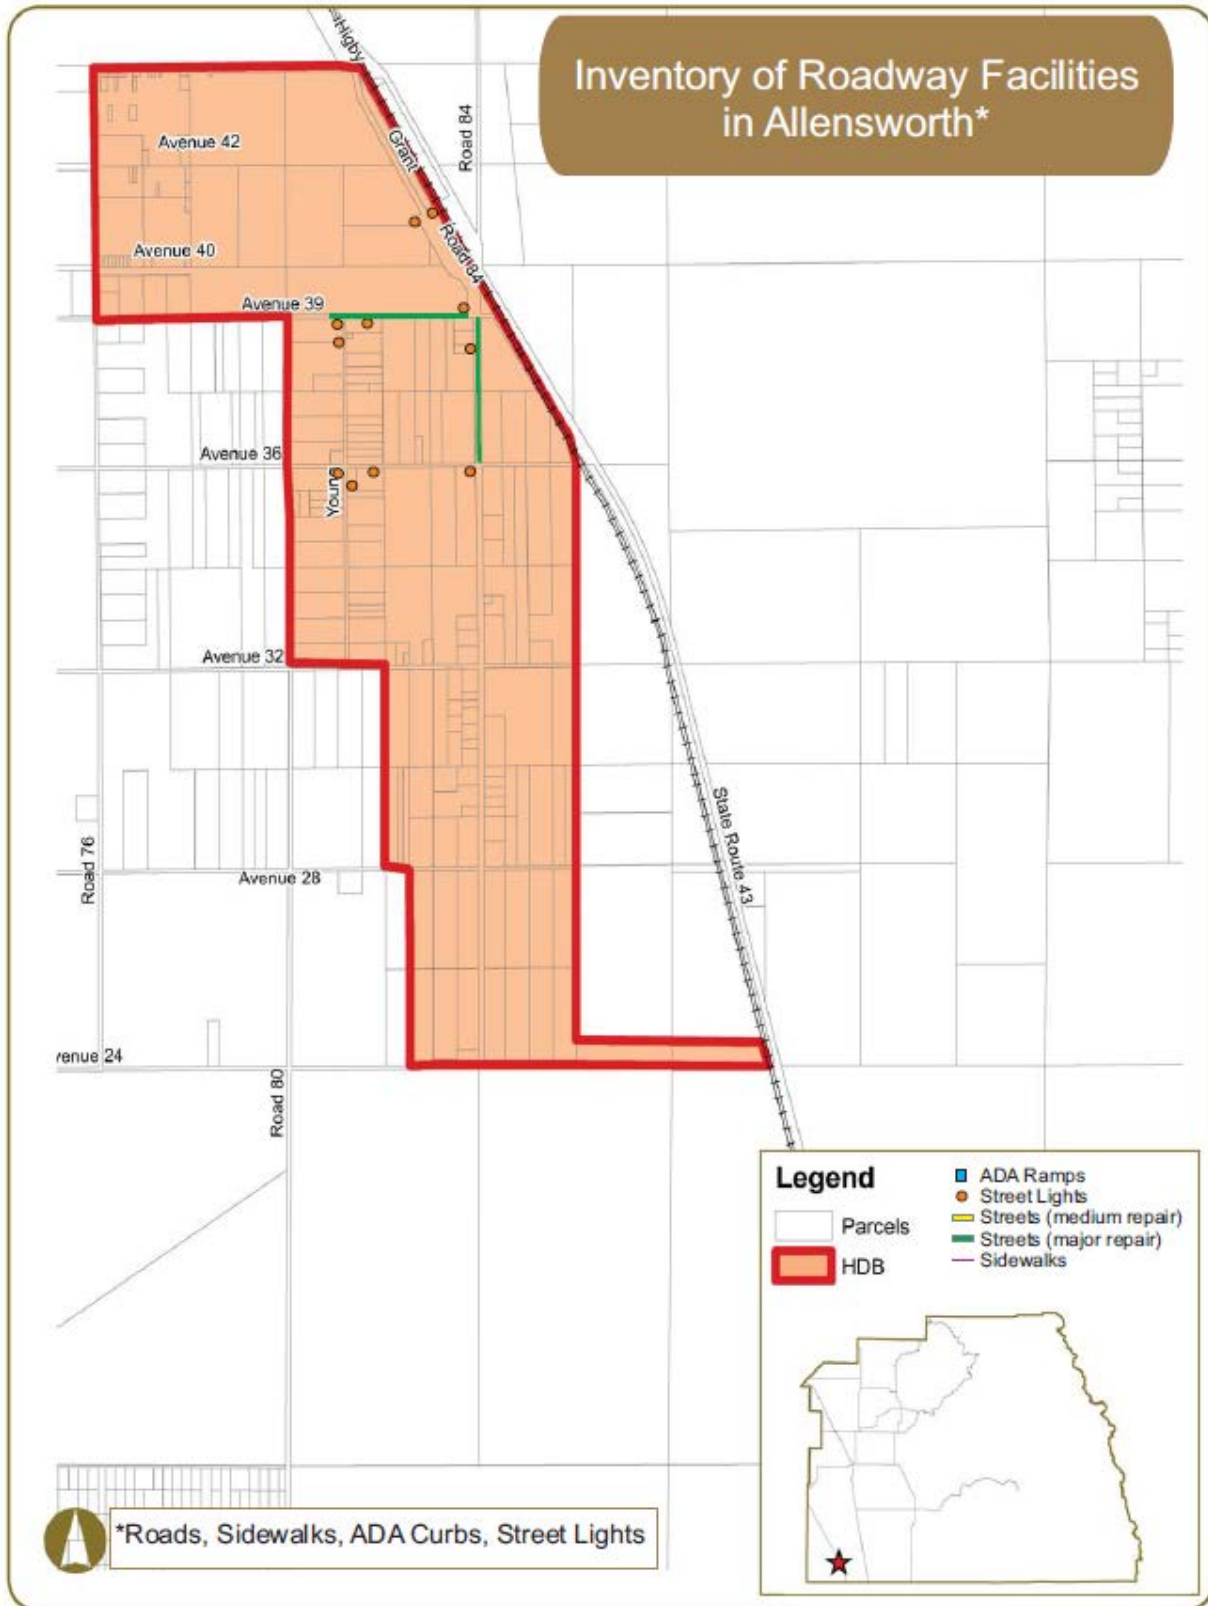 Inventory of Roadway Facilities
in Allensworth*
Higby
Road 84
Avenue 42
Grant
Avenue 40
Road 84
Avenue 39
Avenue 36
Young
Avenue 32
State Route 43
Road 76
Avenue 28
venue 24
Road 80
Legend
Parcels
HDB
ADA Ramps
Street Lights
Streets (medium repair)
Streets (major repair)
Sidewalks
*Roads, Sidewalks, ADA Curbs, Street Lights